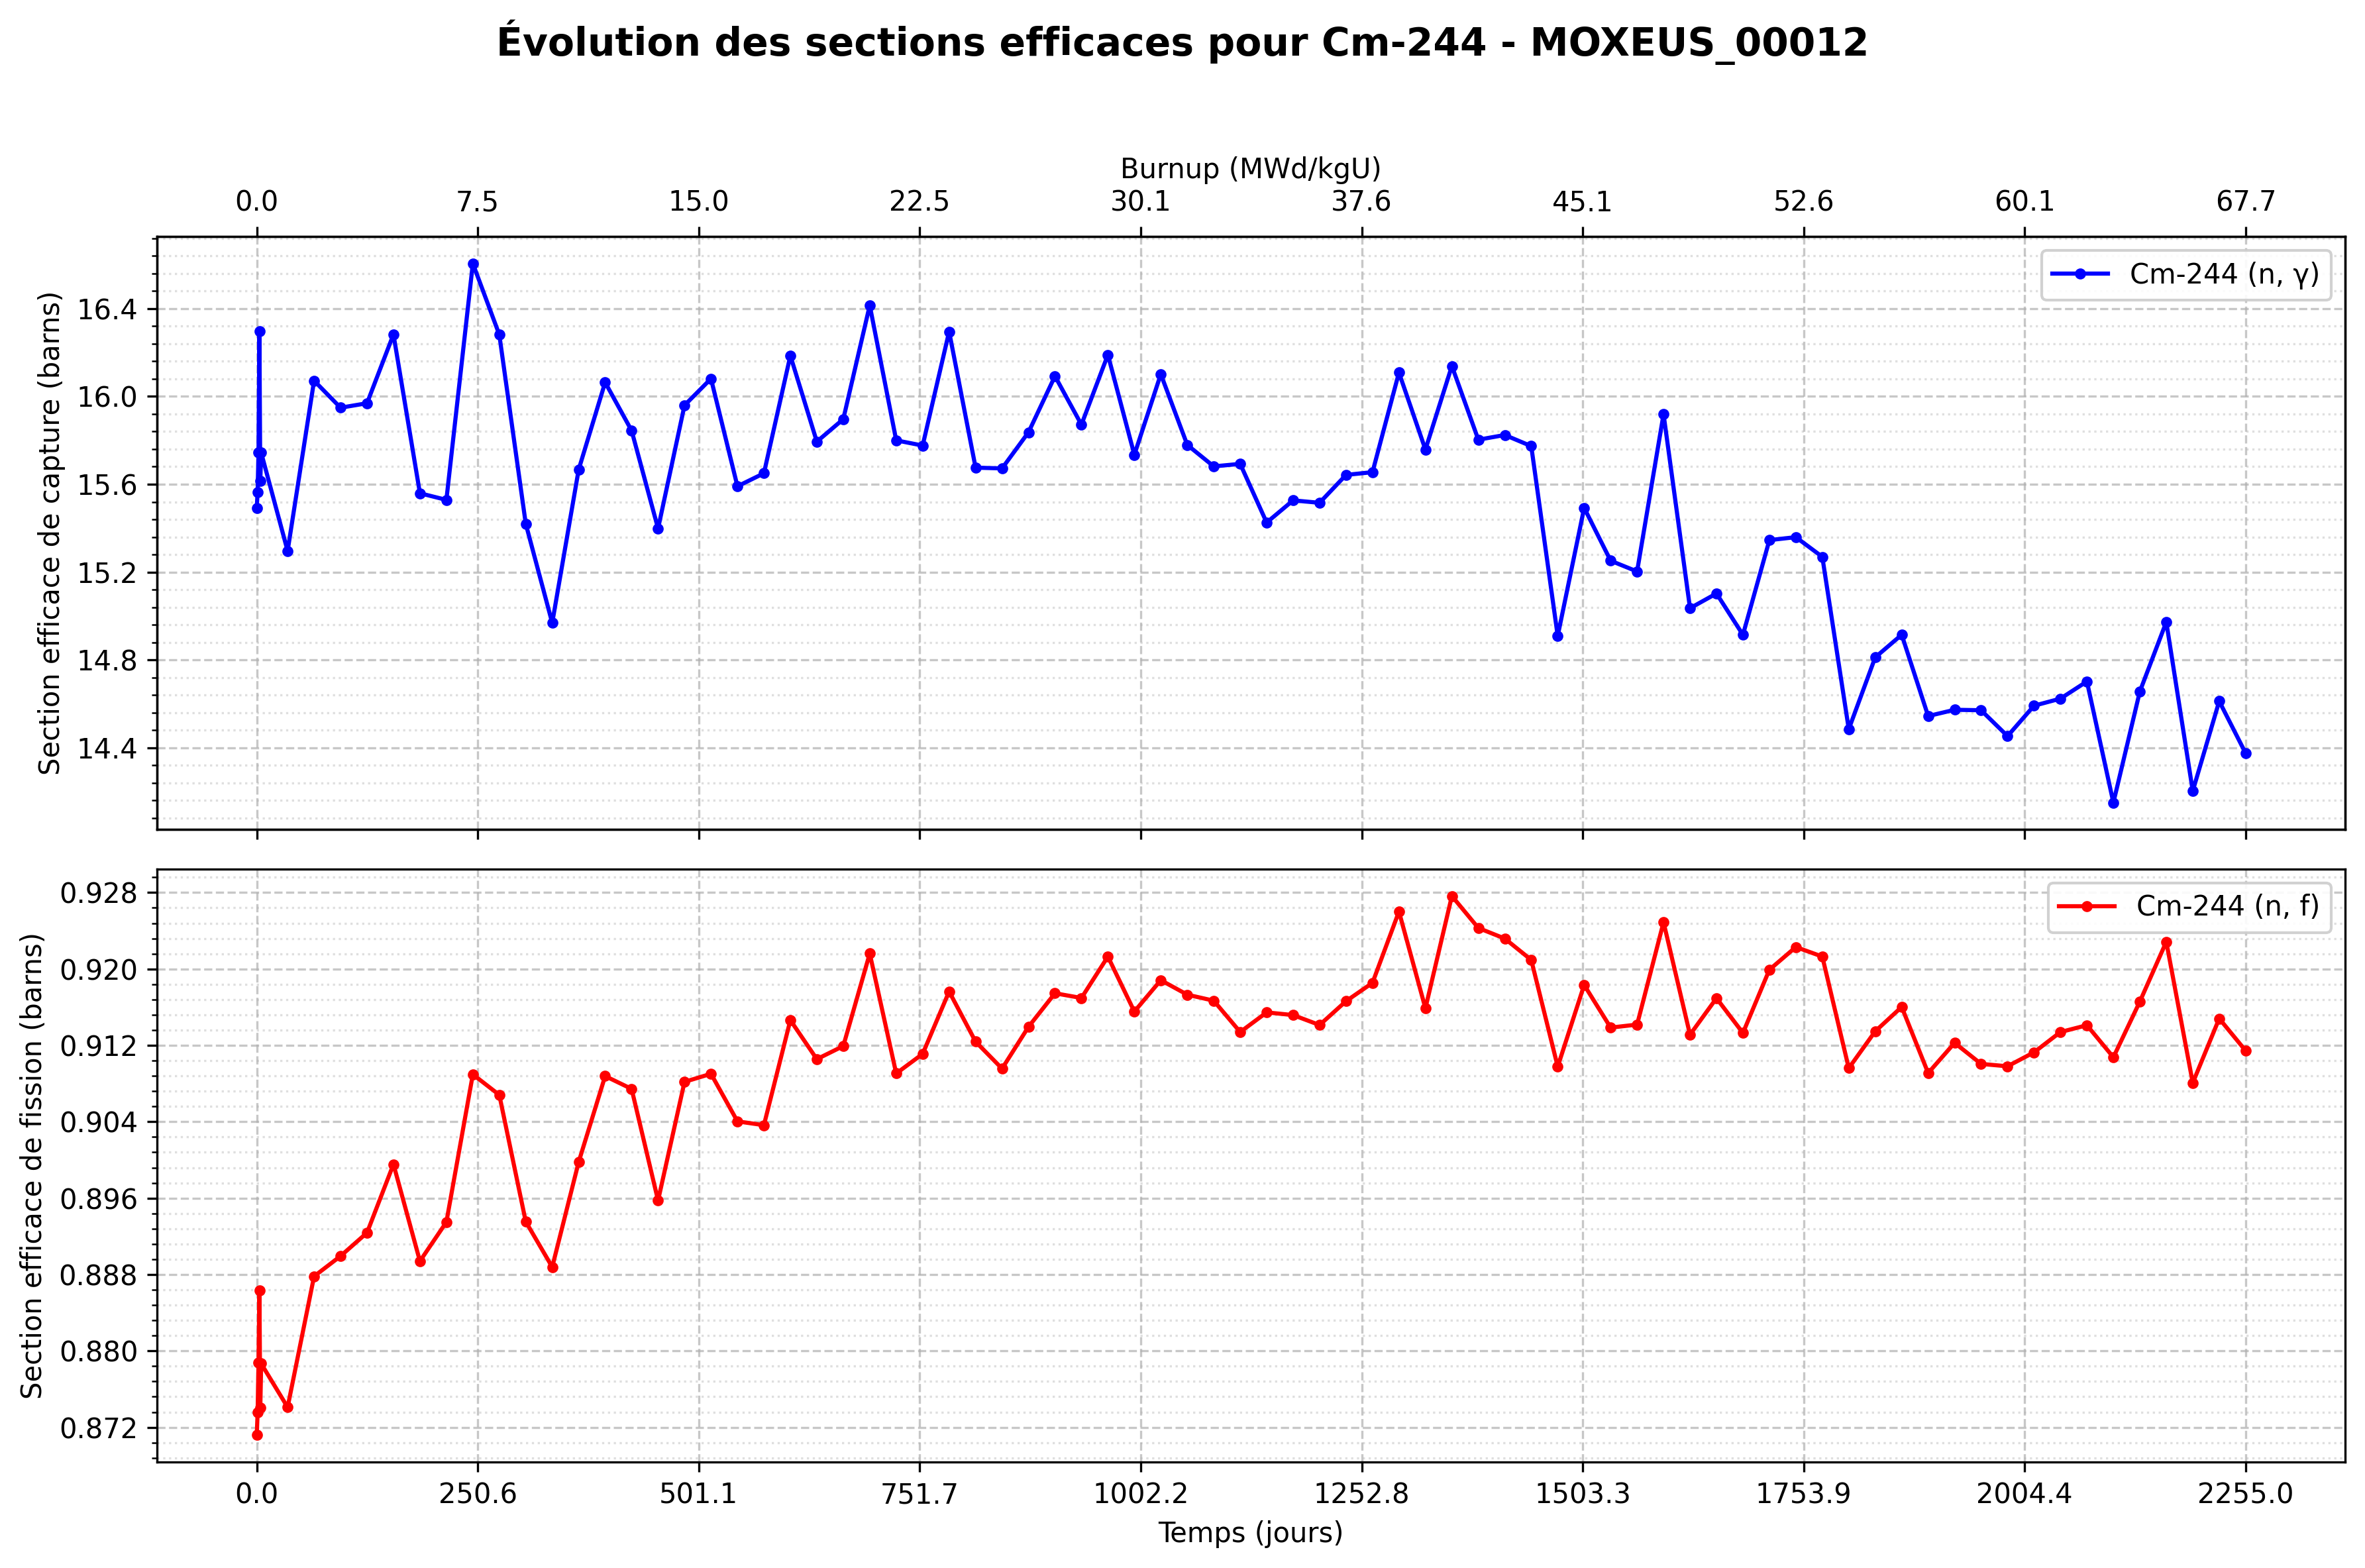 Évolution des sections efficaces pour Cm-244 - MOXEUS_00012
Burnup (MWd/kgU)
0.0 7.5 15.0 22.5 30.1 37.6 45.1 52.6 60.1 67.7
Section efficace de capture (barns)
16.4
16.0
15.6
15.2
14.8
14.4
Cm-244 (n, γ)
Section efficace de fission (barns)
0.928
0.920
0.912
0.904
0.896
0.888
0.880
0.872
Cm-244 (n, f)
0.0 250.6 501.1 751.7 1002.2 1252.8 1503.3 1753.9 2004.4 2255.0
Temps (jours)